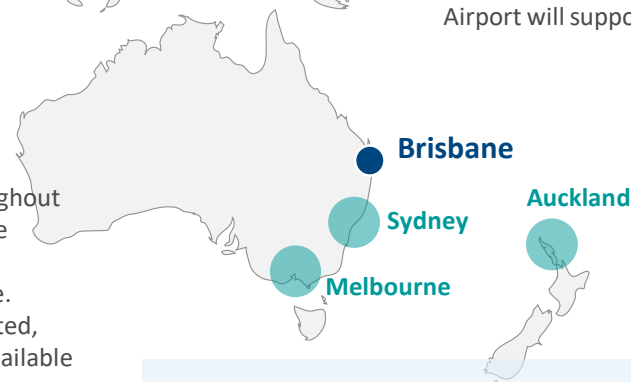 Airport will suppo
Brisbane
ghout
Auckland
e
Sydney
e.
Melbourne
ted,
ailable